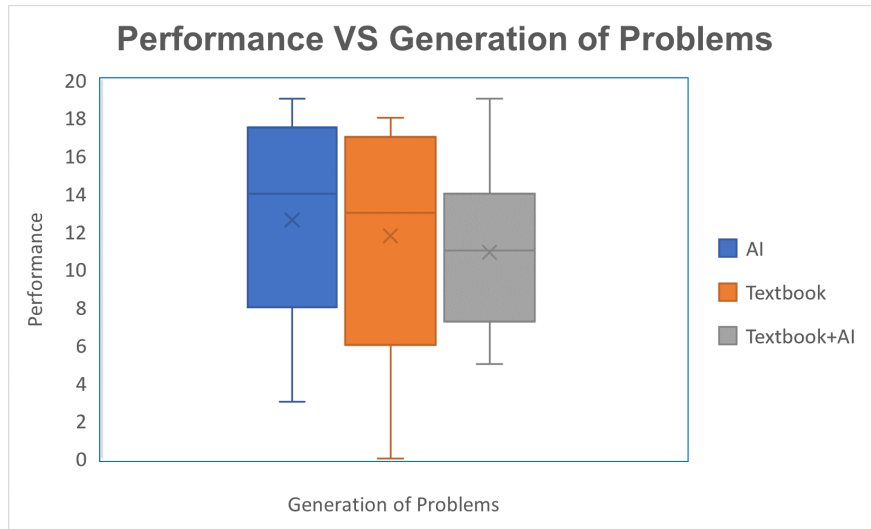 Performance VS Generation of Problems
20
18
16
14
12
10
8
6
4
2
0
Performance
Generation of Problems
AI
Textbook
Textbook+AI